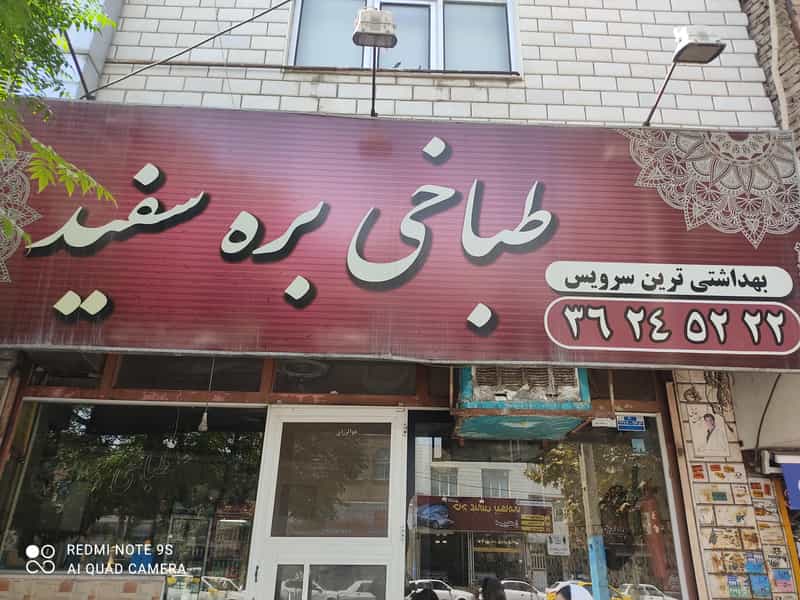 طباخی بره سفید
بهداشتی ترین سرویس
۳۶ ۲۴ ۵۲ ۲۲
REDMI NOTE 9S
AI QUAD CAMERA